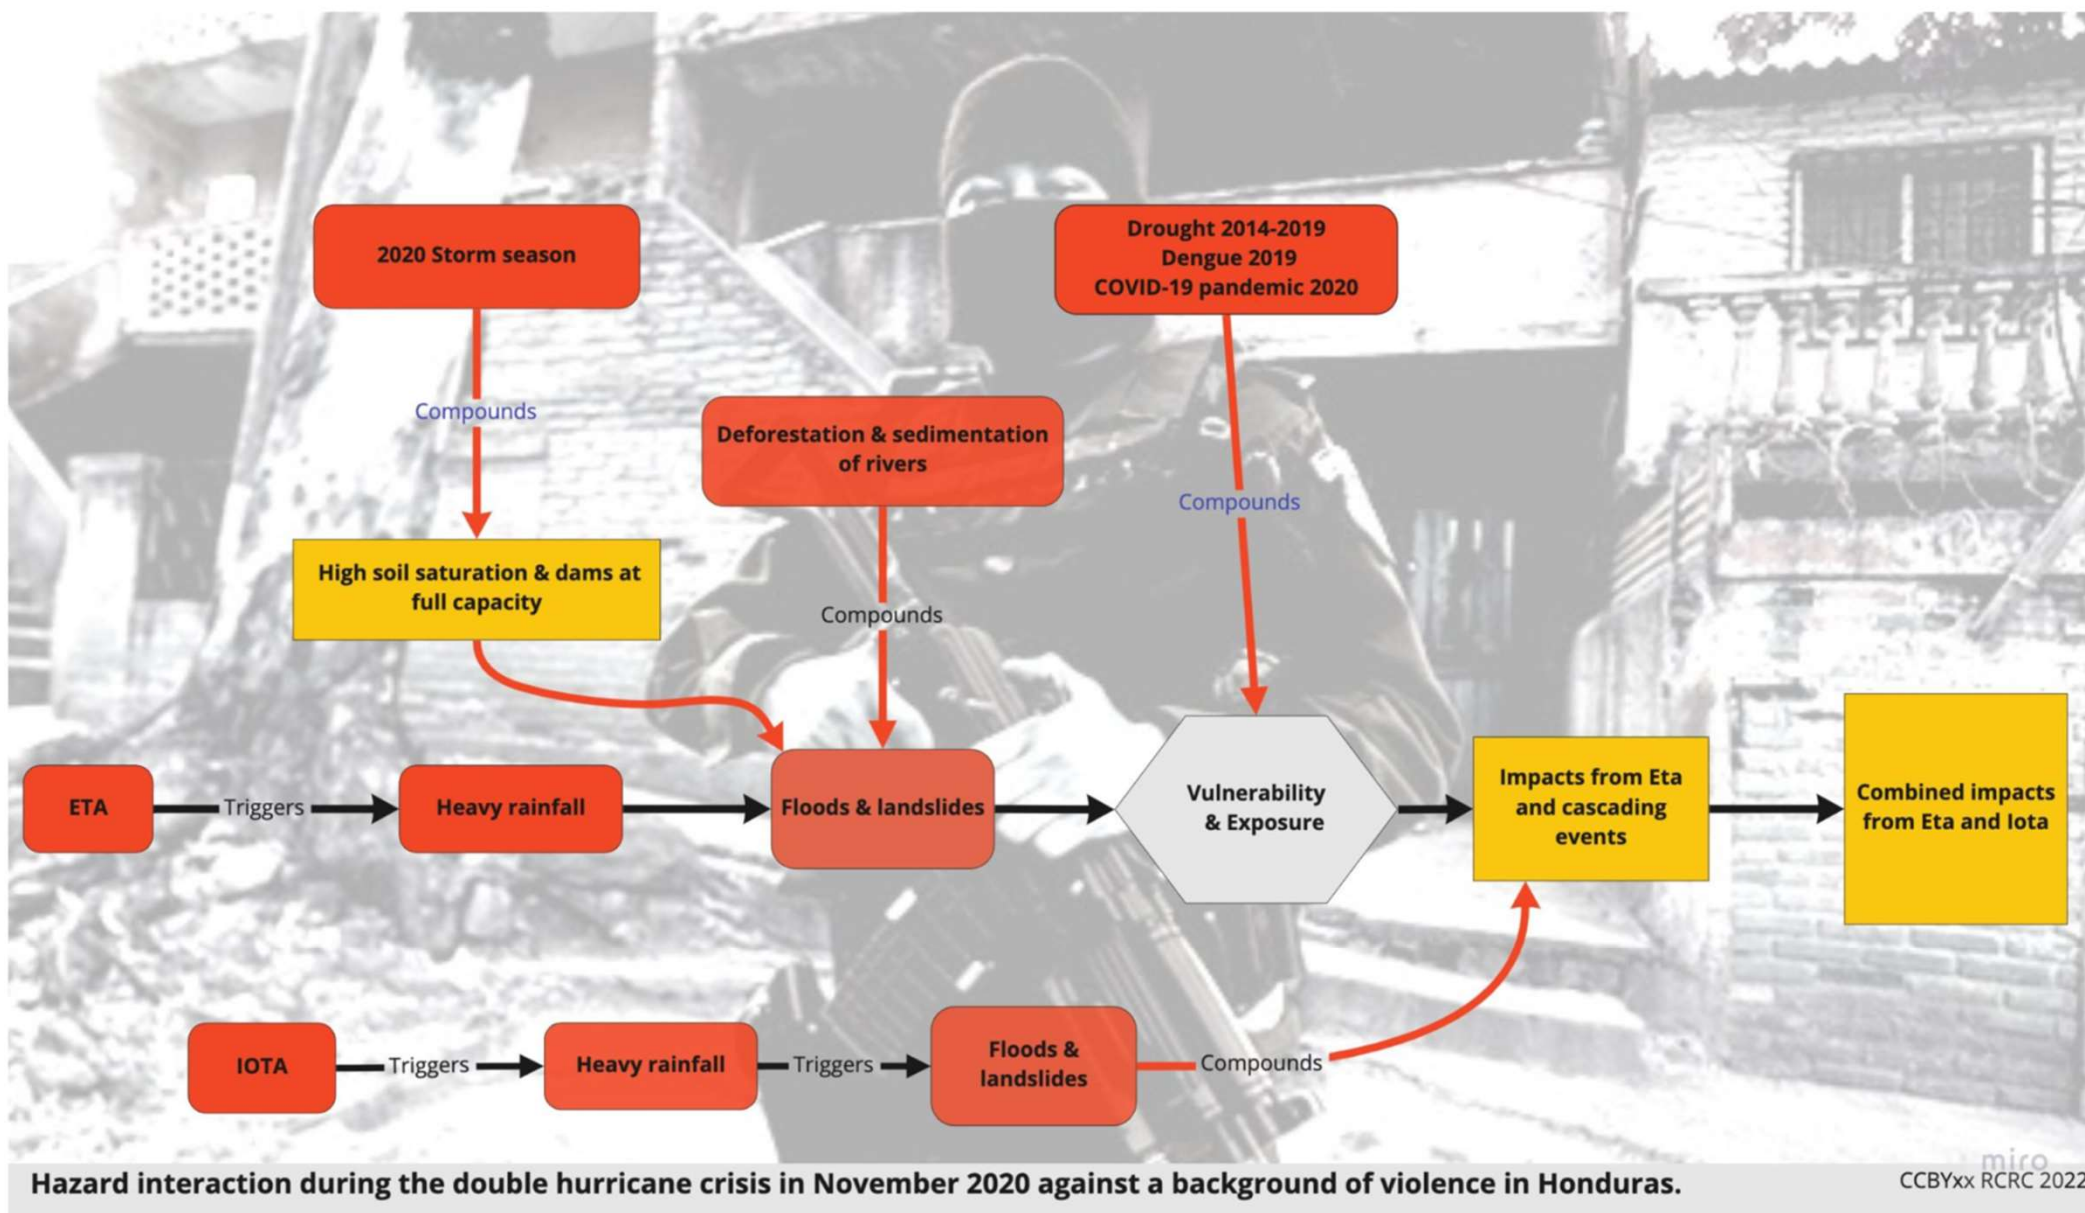 2020 Storm season
Drought 2014-2019
Dengue 2019
COVID-19 pandemic 2020
Compounds
Deforestation & sedimentation
of rivers
Compounds
High soil saturation & dams at
full capacity
Compounds
ETA
Triggers
Heavy rainfall
Floods & landslides
Vulnerability
& Exposure
Impacts from Eta
and cascading
events
Combined impacts
from Eta and Iota
IOTA
Triggers
Heavy rainfall
Triggers
Floods &
landslides
Compounds
miro
Hazard interaction during the double hurricane crisis in November 2020 against a background of violence in Honduras.
CCBYxx RCRC 2022